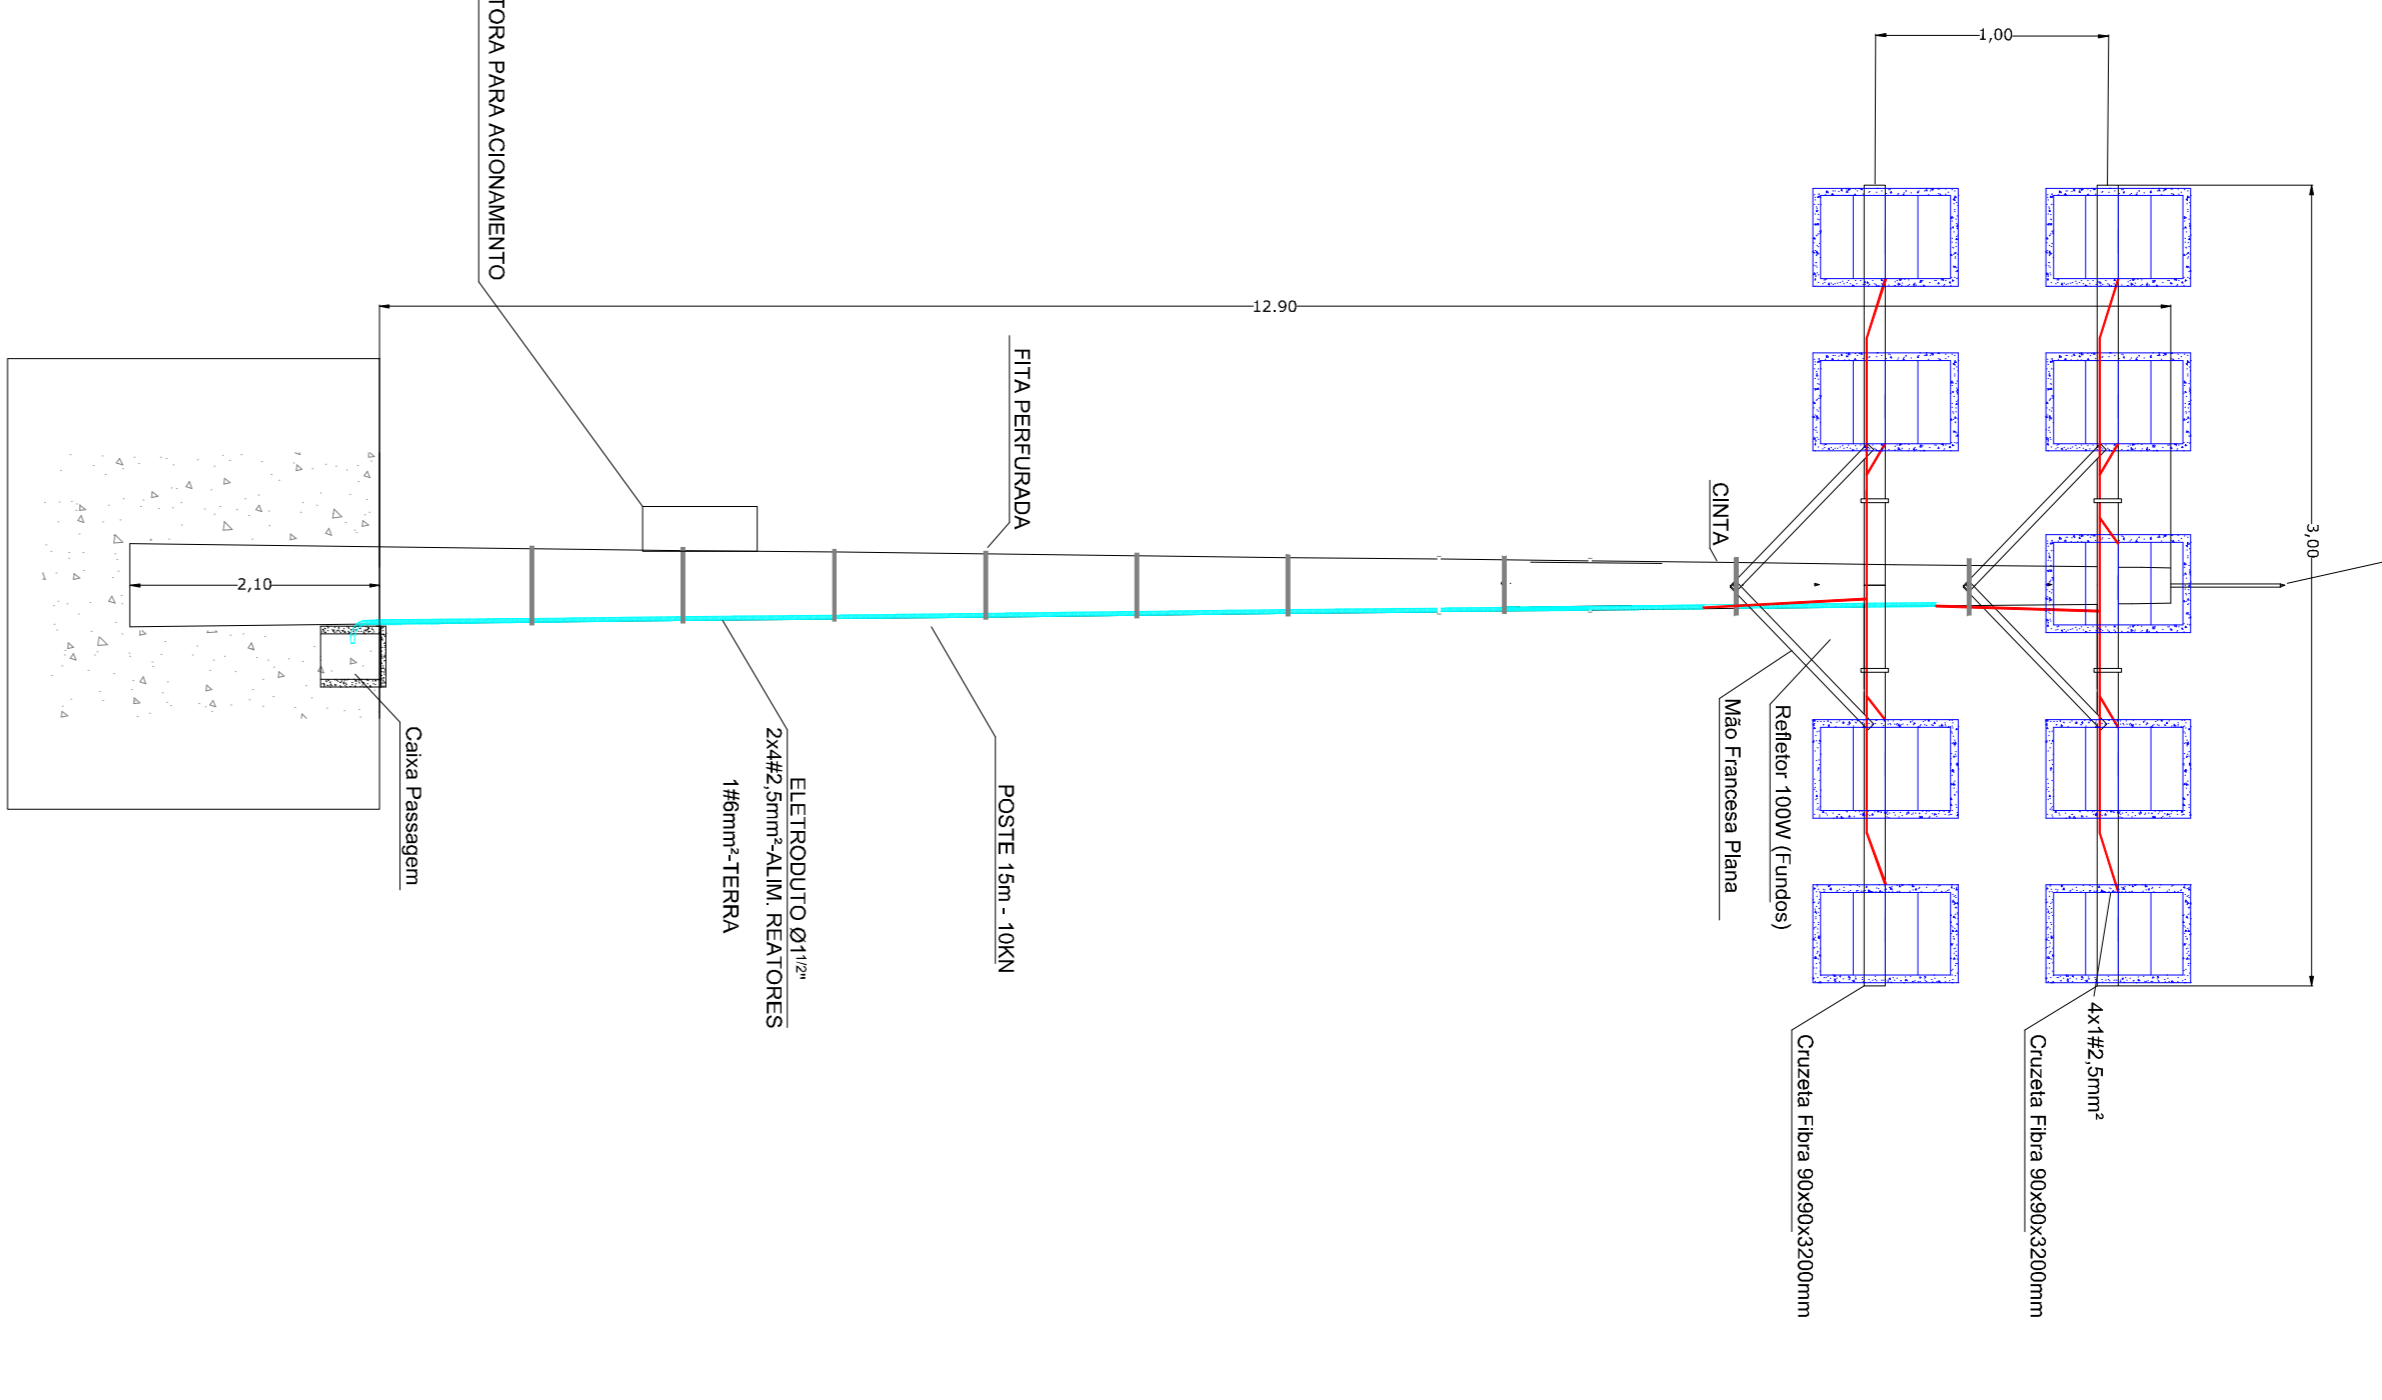 1,00
3,00
12.90
2,10
TORA PARA ACIONAMENTO
FITA PERFURADA
CINTA
Caixa Passagem
ELETRODUTO Ø11/2"
2x4#2,5mm²-ALIM. REATORES
1#6mm²-TERRA
POSTE 15m - 10KN
Mão Francesa Plana
Refletor 100W (Fundos)
4x1#2,5mm²
Cruzeta Fibra 90x90x3200mm
Cruzeta Fibra 90x90x3200mm